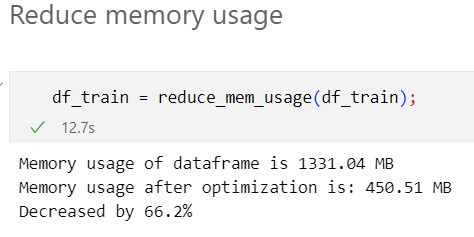 Reduce memory usage
df_train = reduce_mem_usage(df_train);
12.7s
Memory usage of dataframe is 1331.04 MB
Memory usage after optimization is: 450.51 MB
Decreased by 66.2%